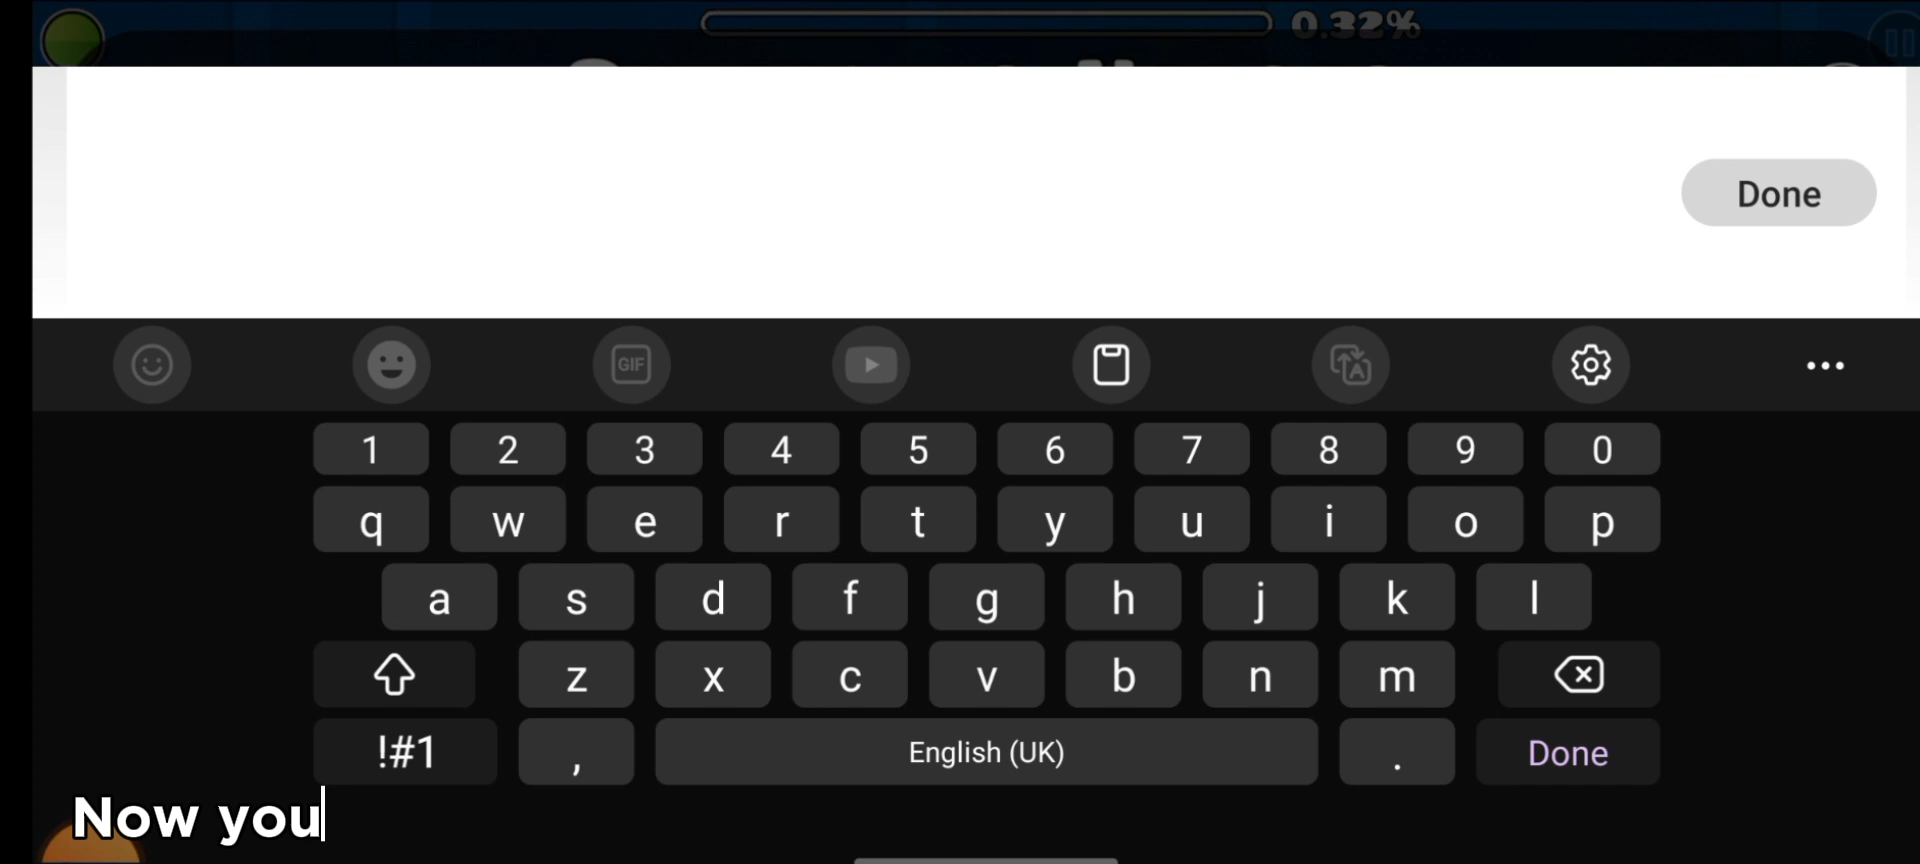 0.32%
Done
GIF
1 2 3 4 5 6 7 8 9 0
q w e r t y u i o p
a s d f g h j k l
z x c v b n m
!#1 , English (UK) . Done
Now you